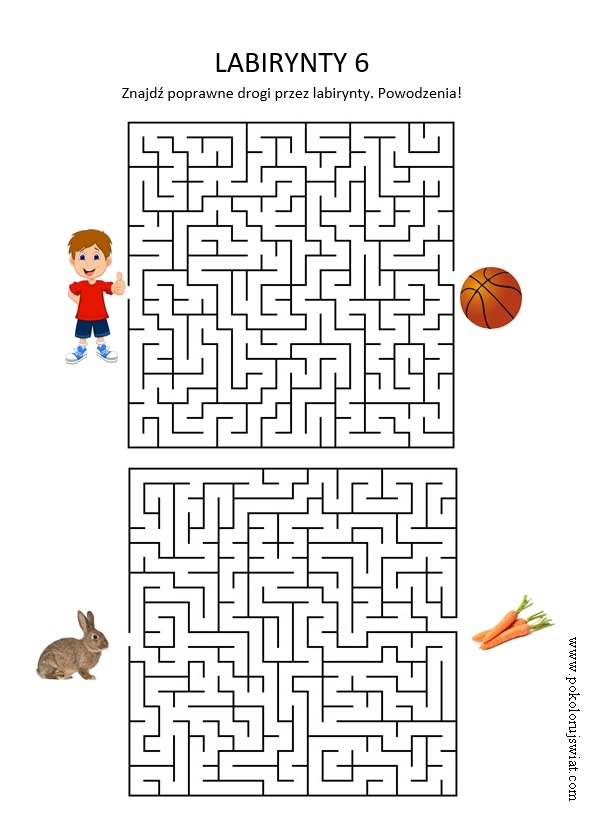 LABIRYNTY 6
Znajdź poprawne drogi przez labirynty. Powodzenia!
www.pokolorujswiat.com